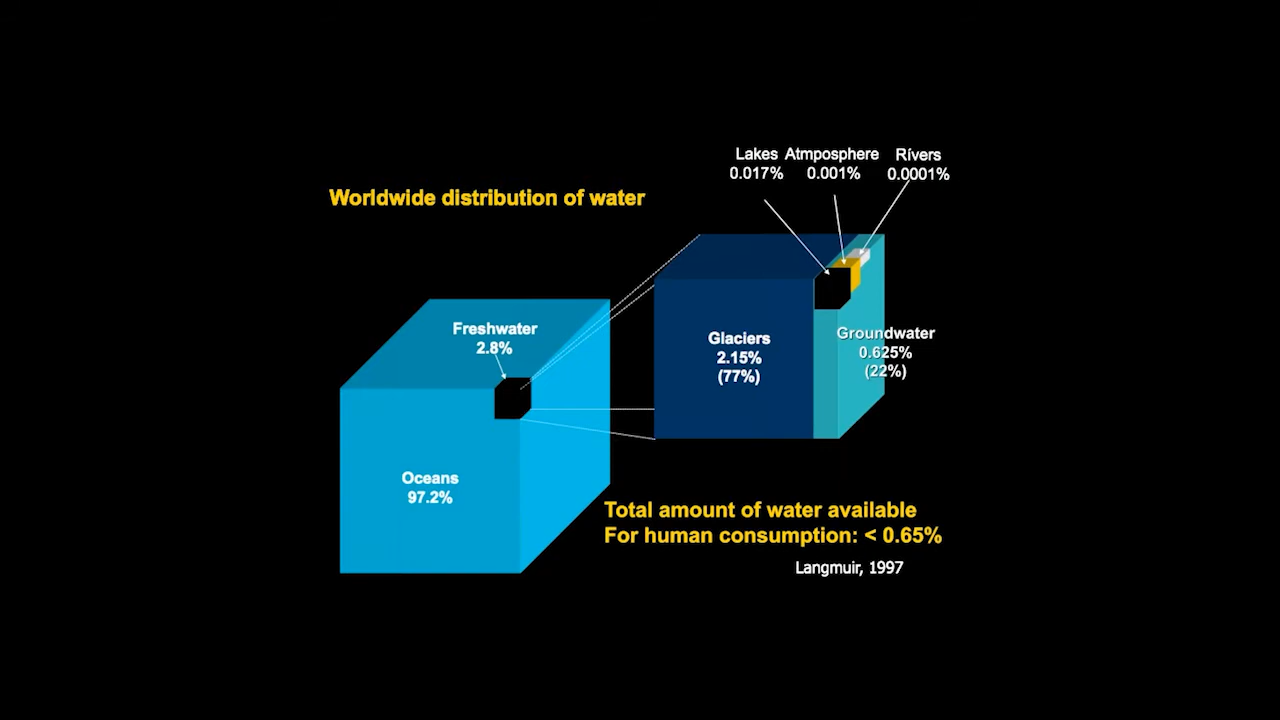 Lakes Atmposphere Rívers
0.017% 0.001% 0.0001%
Worldwide distribution of water
Freshwater
2.8%
Glaciers
2.15%
(77%)
Groundwater
0.625%
(22%)
Oceans
97.2%
Total amount of water available
For human consumption: < 0.65%
Langmuir, 1997